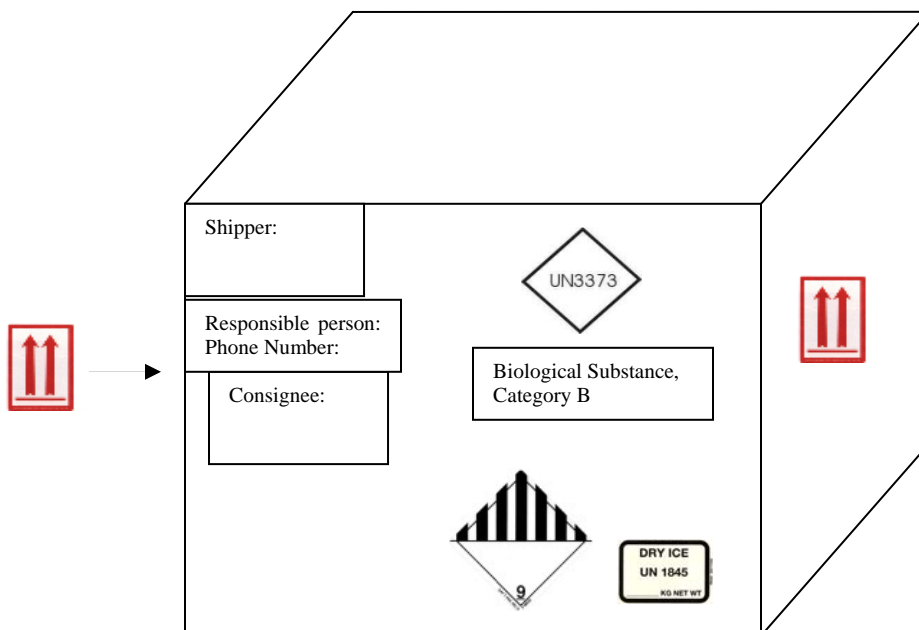 Shipper:
UN3373
Responsible person:
Phone Number:
Biological Substance,
Category B
Consignee:
DRY ICE
UN 1845
KG NET WT
9